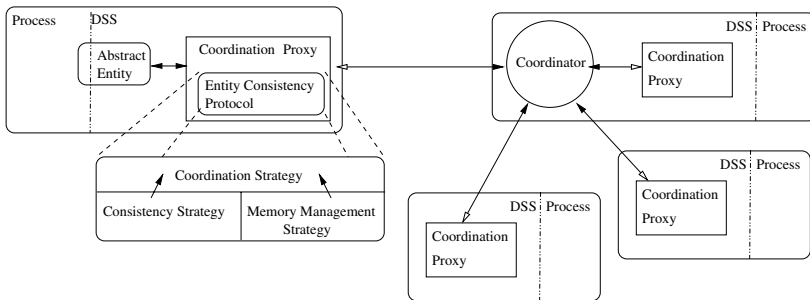 Process
DSS
Abstract
Entity
Coordination Proxy
Entity Consistency
Protocol
Coordination Strategy
Consistency Strategy
Memory Management
Strategy
Coordinator
DSS
Process
Coordination
Proxy
DSS
Process
Coordination
Proxy
DSS
Process
Coordination
Proxy